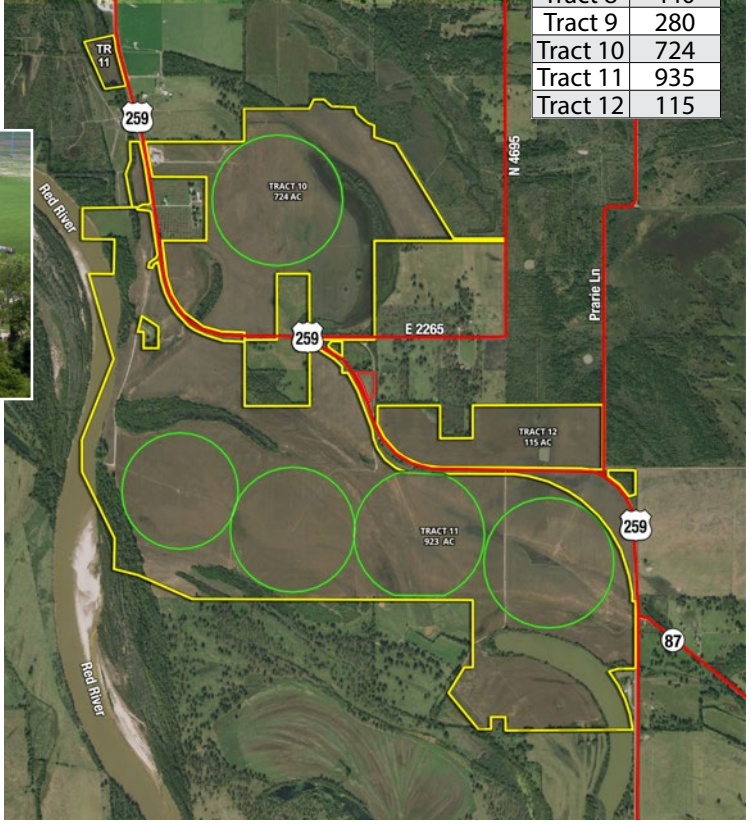 Tract 9 280
Tract 10 724
Tract 11 935
Tract 12 115
TR
11
259
Red River
N 4695
TRACT 10
724 AC
Prarie Ln
259
E 2265
TRACT 12
115 AC
TRACT 11
923 AC
259
87
Red River